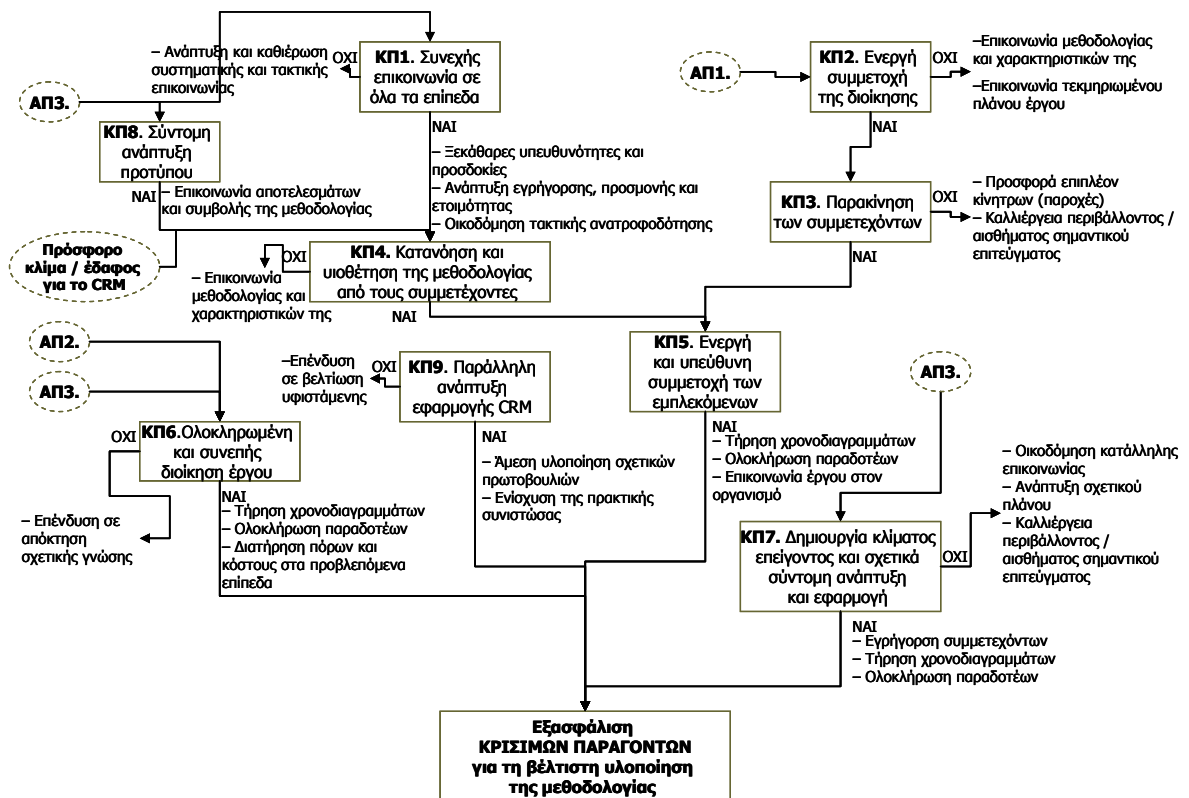 – Ανάπτυξη και καθιέρωση
συστηματικής και τακτικής
επικοινωνίας
ΟΧΙ
ΚΠ1. Συνεχής
επικοινωνία σε
όλα τα επίπεδα
ΑΠ1.
ΚΠ2. Ενεργή
συμμετοχή
της διοίκησης
ΟΧΙ
–Επικοινωνία μεθοδολογίας
και χαρακτηριστικών της
–Επικοινωνία τεκμηριωμένου
πλάνου έργου
ΑΠ3.
ΚΠ8. Σύντομη
ανάπτυξη
προτύπου
ΝΑΙ
– Ξεκάθαρες υπευθυνότητες και
προσδοκίες
– Ανάπτυξη εγρήγορσης, προσμονής και
ετοιμότητας
– Οικοδόμηση τακτικής ανατροφοδότησης
ΝΑΙ
ΝΑΙ
– Επικοινωνία αποτελεσμάτων
και συμβολής της μεθοδολογίας
ΚΠ3. Παρακίνηση
των συμμετεχόντων
ΟΧΙ
– Προσφορά επιπλέον
κίνητρων (παροχές)
– Καλλιέργεια περιβάλλοντος /
αισθήματος σημαντικού
επιτεύγματος
Πρόσφορο
κλίμα / έδαφος
για το CRM
ΟΧΙ
– Επικοινωνία
μεθοδολογίας και
χαρακτηριστικών της
ΚΠ4. Κατανόηση και
υιοθέτηση της μεθοδολογίας
από τους συμμετέχοντες
ΝΑΙ
ΝΑΙ
ΑΠ2.
ΑΠ3.
–Επένδυση
σε βελτίωση
υφιστάμενης
ΟΧΙ
ΚΠ9. Παράλληλη
ανάπτυξη
εφαρμογής CRM
ΚΠ5. Ενεργή
και υπεύθυνη
συμμετοχή των
εμπλεκόμενων
ΑΠ3.
ΟΧΙ
ΚΠ6.Ολοκληρωμένη
και συνεπής
διοίκηση έργου
ΝΑΙ
– Άμεση υλοποίηση σχετικών
πρωτοβουλιών
– Ενίσχυση της πρακτικής
συνιστώσας
ΝΑΙ
– Τήρηση χρονοδιαγραμμάτων
– Ολοκλήρωση παραδοτέων
– Επικοινωνία έργου στον
οργανισμό
– Οικοδόμηση κατάλληλης
επικοινωνίας
– Ανάπτυξη σχετικού
πλάνου
– Καλλιέργεια
περιβάλλοντος /
αισθήματος σημαντικού
επιτεύγματος
– Επένδυση σε
απόκτηση
σχετικής γνώσης
ΝΑΙ
– Τήρηση χρονοδιαγραμμάτων
– Ολοκλήρωση παραδοτέων
– Διατήρηση πόρων και
κόστους στα προβλεπόμενα
επίπεδα
ΚΠ7. Δημιουργία κλίματος
επείγοντος και σχετικά
σύντομη ανάπτυξη
και εφαρμογή
ΟΧΙ
ΝΑΙ
– Εγρήγορση συμμετεχόντων
– Τήρηση χρονοδιαγραμμάτων
– Ολοκλήρωση παραδοτέων
Εξασφάλιση
ΚΡΙΣΙΜΩΝ ΠΑΡΑΓΟΝΤΩΝ
για τη βέλτιστη υλοποίηση
της μεθοδολογίας